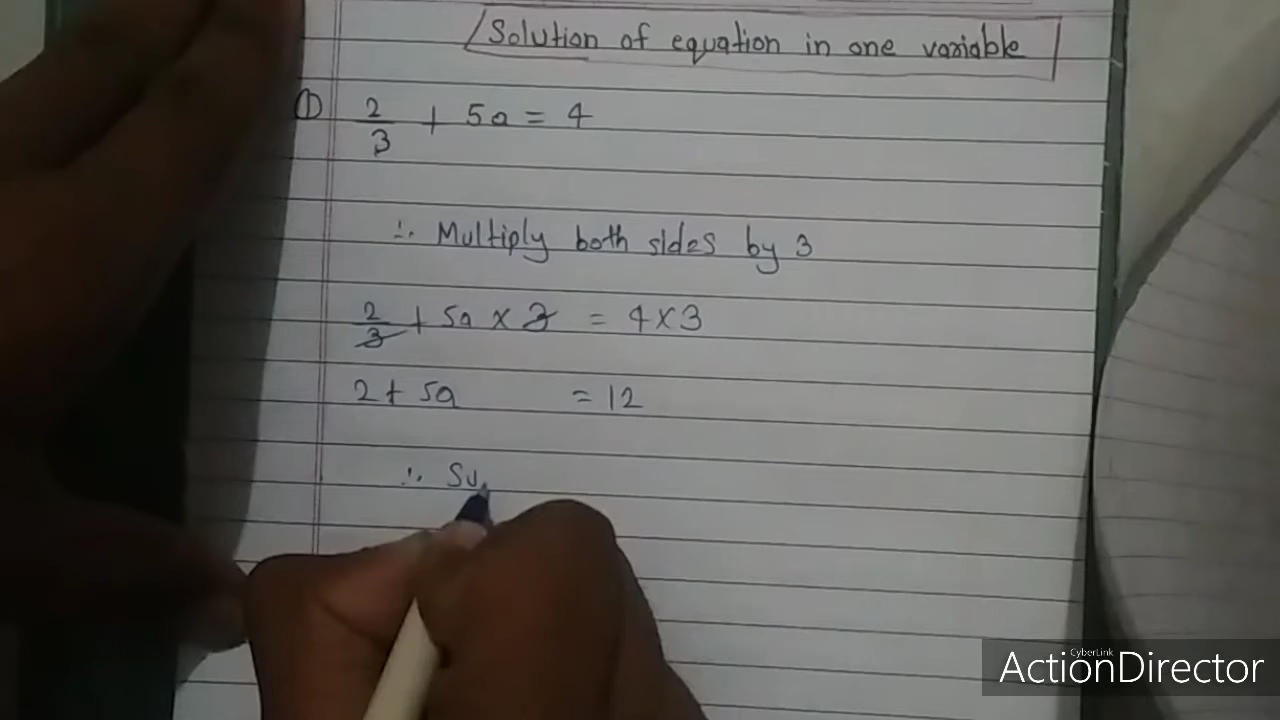 Solution of equation in one variable
① 2/3 + 5a = 4
∴ Multiply both sides by 3
2/3 + 5a × 3 = 4 × 3
2 + 5a = 12
∴ Su
CyberLink
ActionDirector